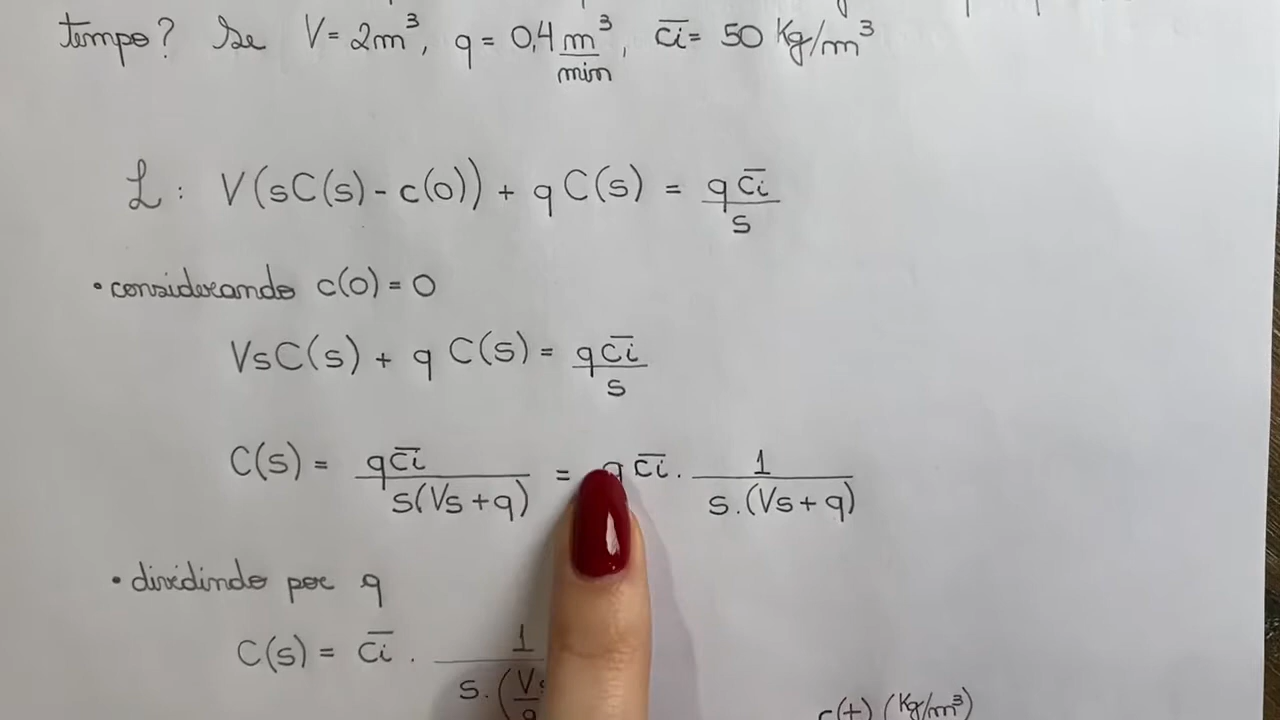 tempo? Se V = 2m³, q = 0,4 m³/min, c̄i = 50 Kg/m³
ℒ: V(sC(s) - c(0)) + qC(s) = qc̄i/s
• considerando c(0) = 0
VsC(s) + q C(s) = qc̄i/s
C(s) = qc̄i/s(Vs+q) = qc̄i . 1/s.(Vs+q)
• dividindo por q
C(s) = c̄i . 1/s.(V
c(t) (Kg/m³)